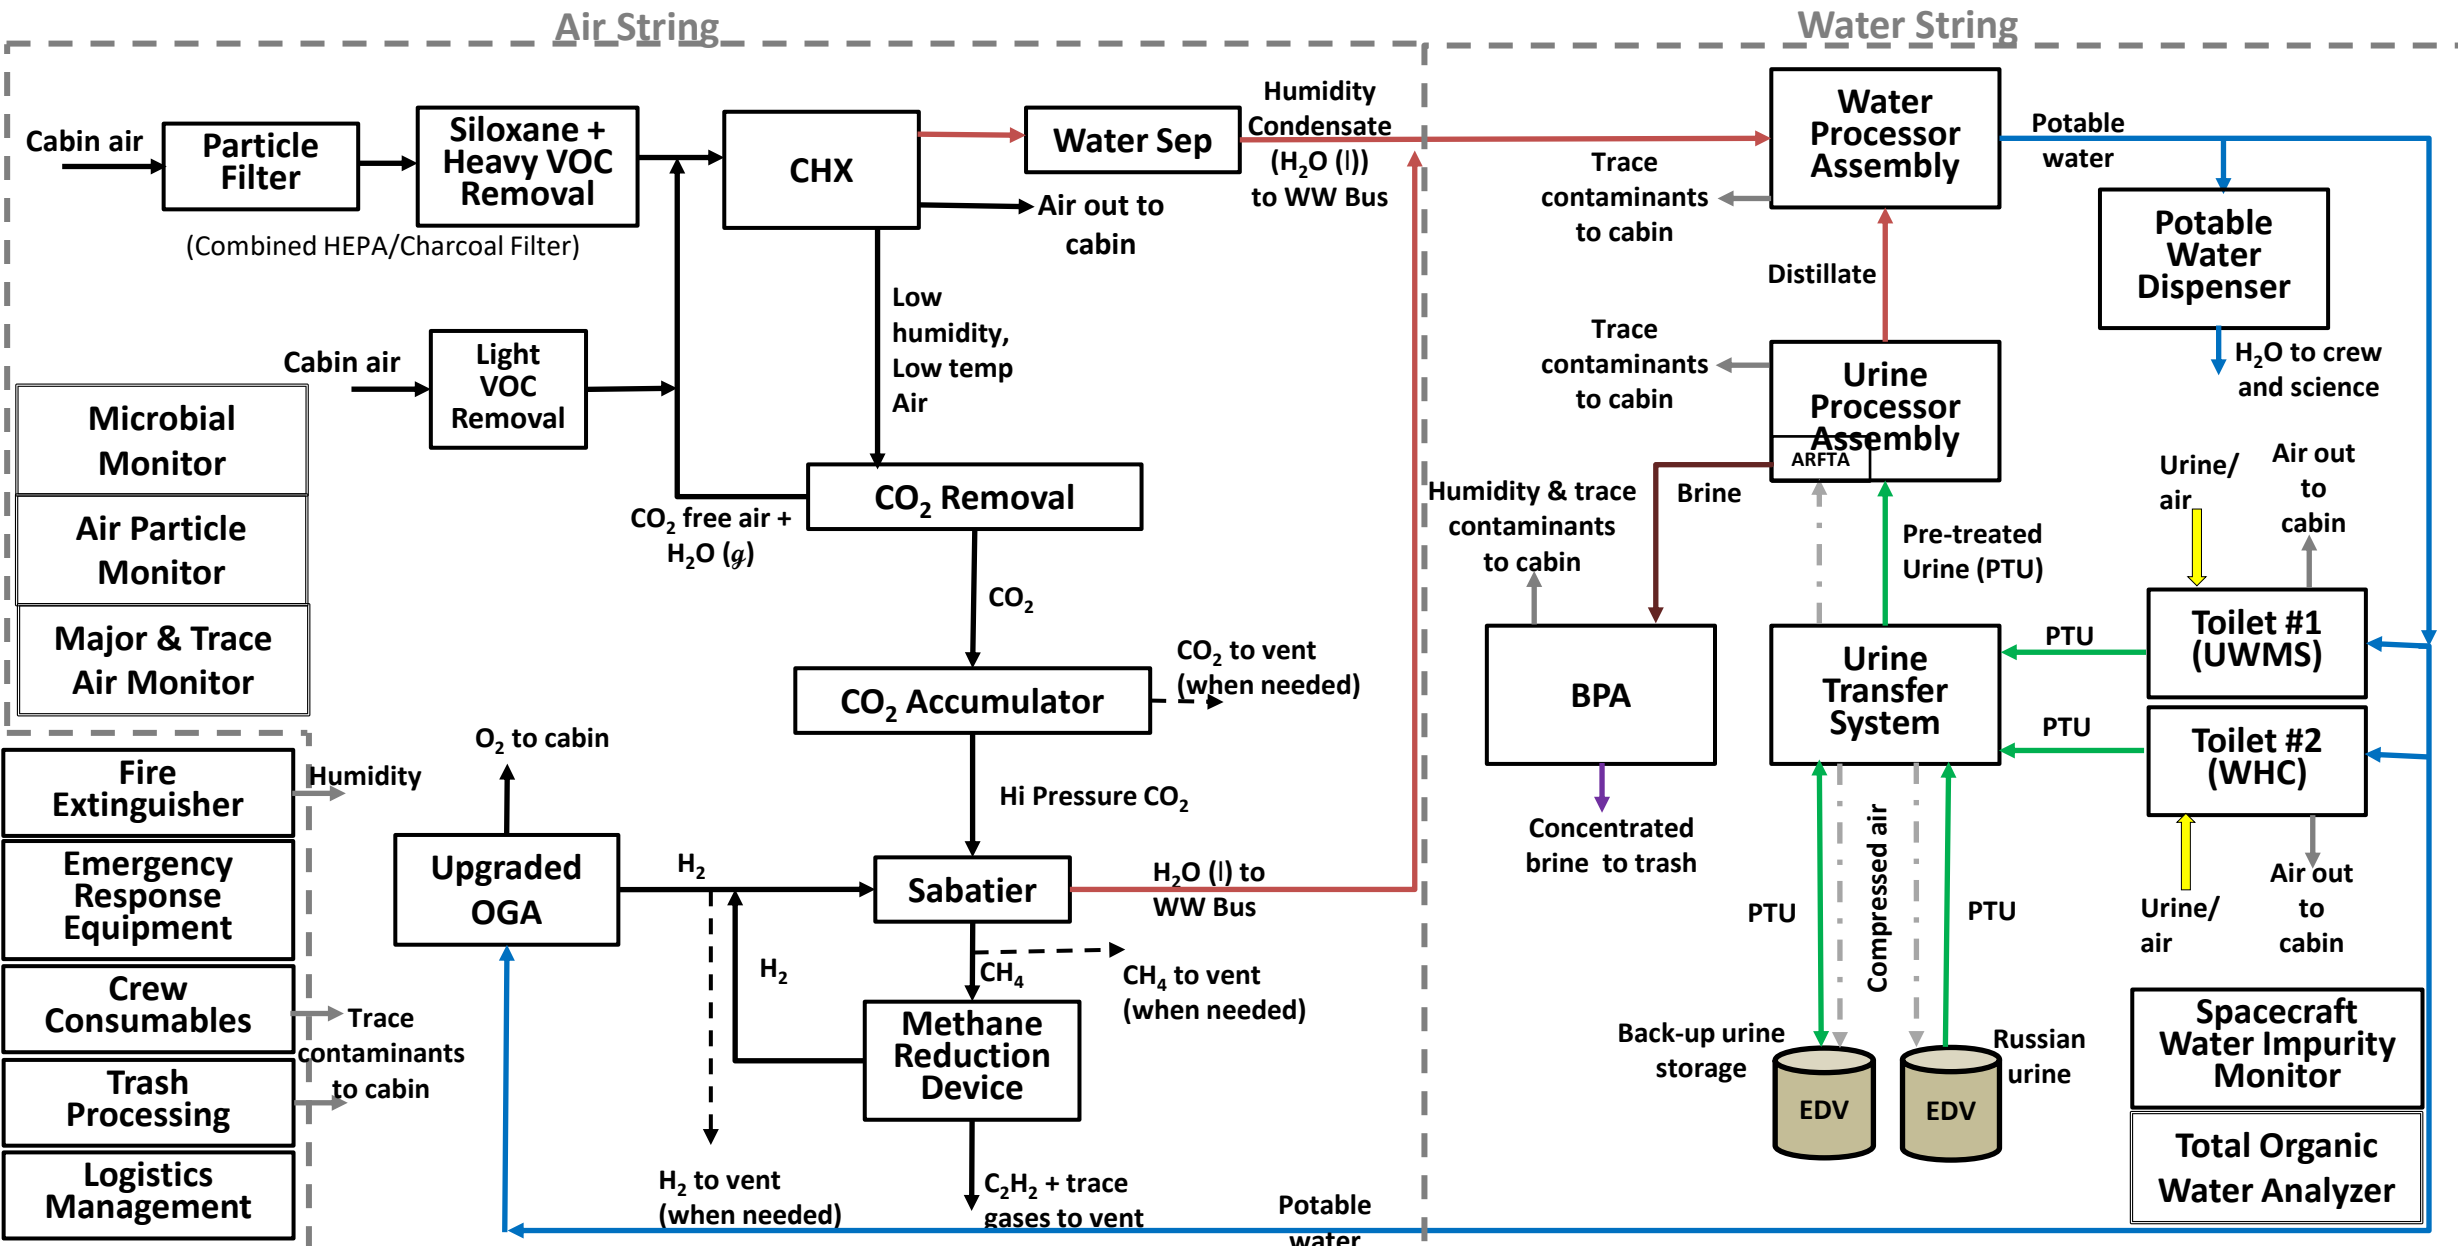 Air String
Water String
Cabin air
Particle
Filter
Siloxane +
Heavy VOC
Removal
(Combined HEPA/Charcoal Filter)
CHX
Water Sep
Humidity
Condensate
(H₂O (l))
to WW Bus
Air out to
cabin
Low
humidity,
Low temp
Air
Cabin air
Light
VOC
Removal
Microbial
Monitor
Air Particle
Monitor
Major & Trace
Air Monitor
CO₂ Removal
CO₂ free air +
H₂O (g)
CO₂
CO₂ Accumulator
CO₂ to vent
(when needed)
Hi Pressure CO₂
O₂ to cabin
Upgraded
OGA
H₂
Sabatier
H₂O (l) to
WW Bus
H₂
CH₄
CH₄ to vent
(when needed)
Methane
Reduction
Device
H₂ to vent
(when needed)
C₂H₂ + trace
gases to vent
Potable
water
Fire
Extinguisher
Humidity
Emergency
Response
Equipment
Crew
Consumables
Trace
contaminants
to cabin
Trash
Processing
Logistics
Management
Water
Processor
Assembly
Potable
water
Trace
contaminants
to cabin
Potable
Water
Dispenser
H₂O to crew
and science
Distillate
Trace
contaminants
to cabin
Urine
Processor
Assembly
ARFTA
Brine
Humidity & trace
contaminants
to cabin
Pre-treated
Urine (PTU)
Urine/
air
Air out
to
cabin
BPA
Urine
Transfer
System
PTU
Toilet #1
(UWMS)
PTU
Toilet #2
(WHC)
Concentrated
brine to trash
PTU
Compressed air
PTU
Urine/
air
Air out
to
cabin
Back-up urine
storage
EDV
EDV
Russian
urine
Spacecraft
Water Impurity
Monitor
Total Organic
Water Analyzer